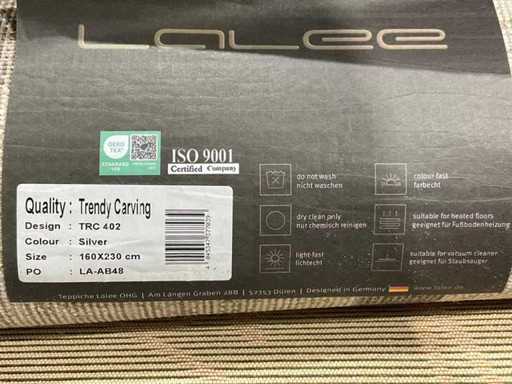 LALEE
OEKO
TEX®
STANDARD
100
ISO 9001
Certified Company
do not wash
nicht waschen
colour-fast
farbecht
dry clean only
nur chemisch reinigen
suitable for heated floors
geeignet für Fußbodenheizung
light-fast
lichtecht
suitable for vacuum cleaner
geeignet für Staubsauger
Quality : Trendy Carving
Design : TRC 402
Colour : Silver
Size : 160X230 cm
PO : LA-AB48
Teppiche Lalee OHG | Am Langen Graben 28B | 52353 Düren | Designed in Germany www.lalee.de